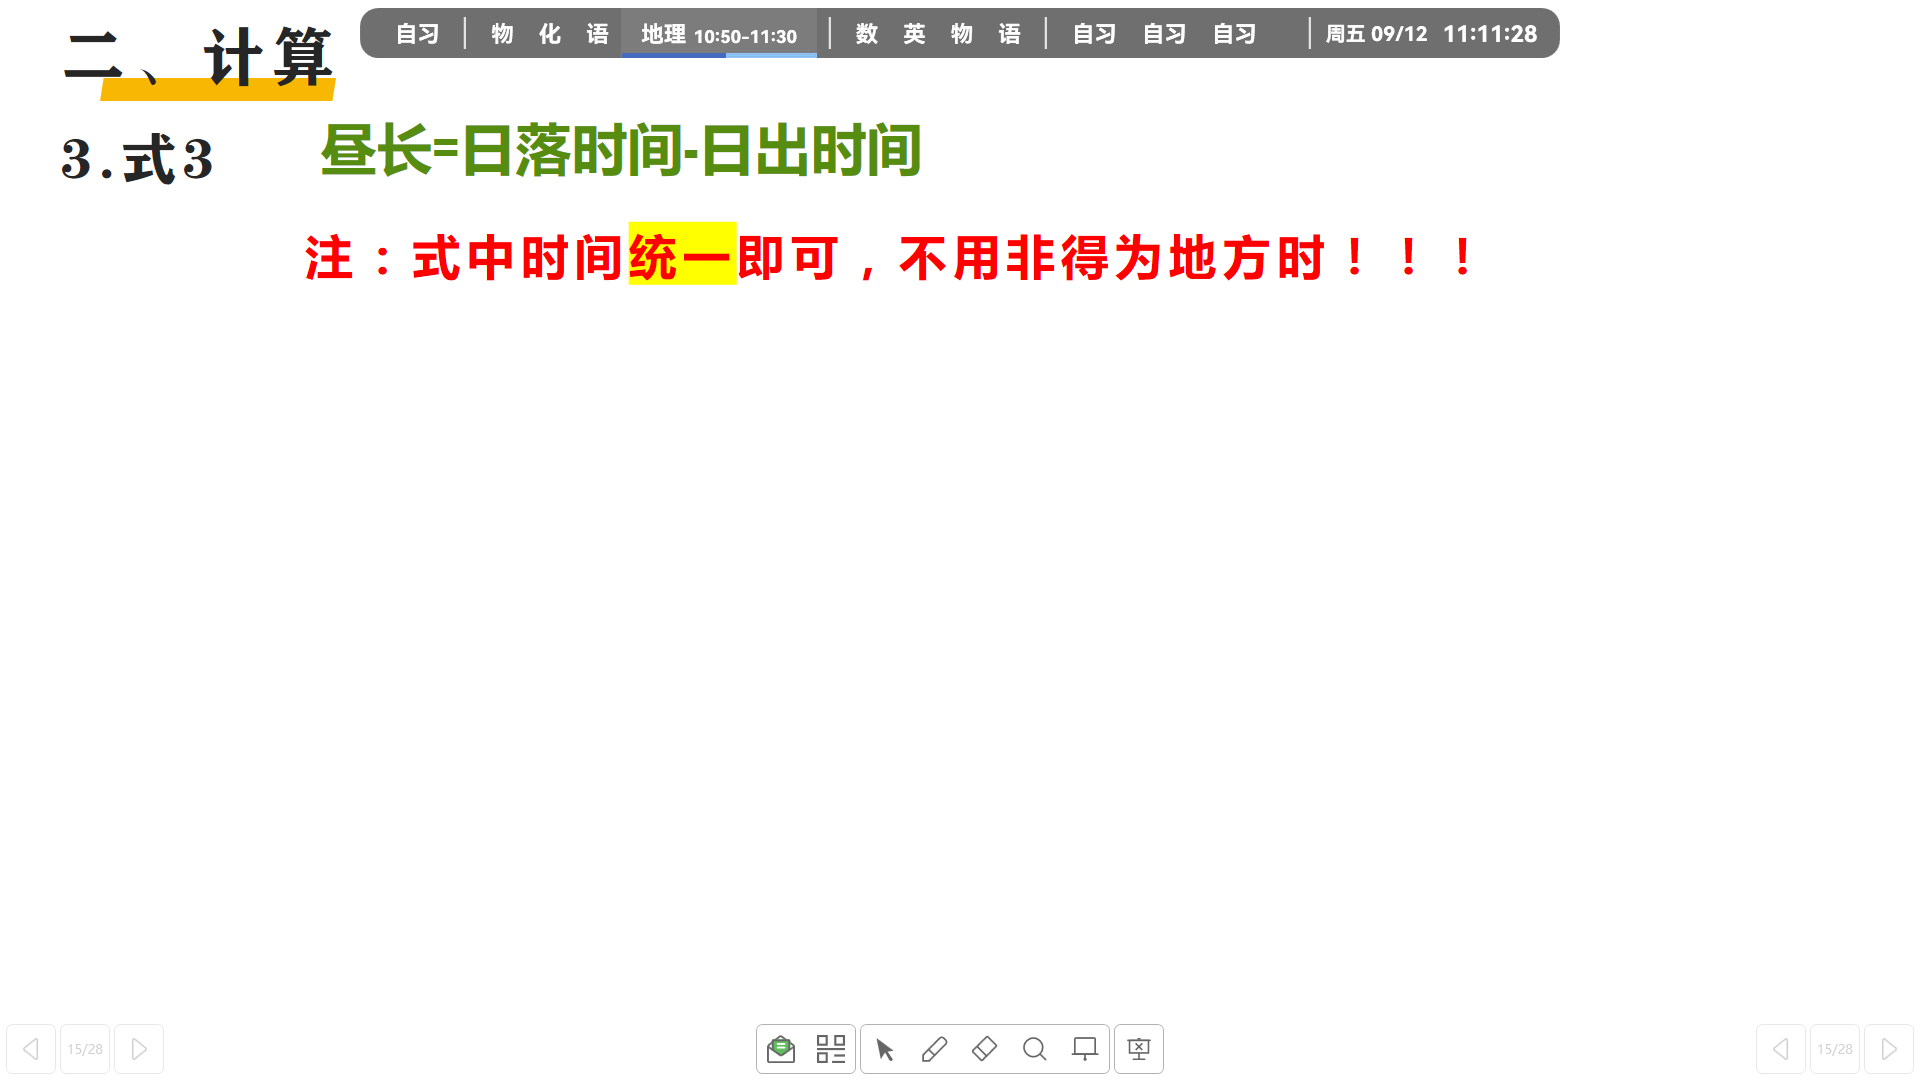 自习 物 化 语 地理 10:50-11:30 数 英 物 语 自习 自习 自习 周五 09/12 11:11:28
二、计算
3.式3 昼长=日落时间-日出时间
注：式中时间统一即可，不用非得为地方时！！！
15/28 15/28